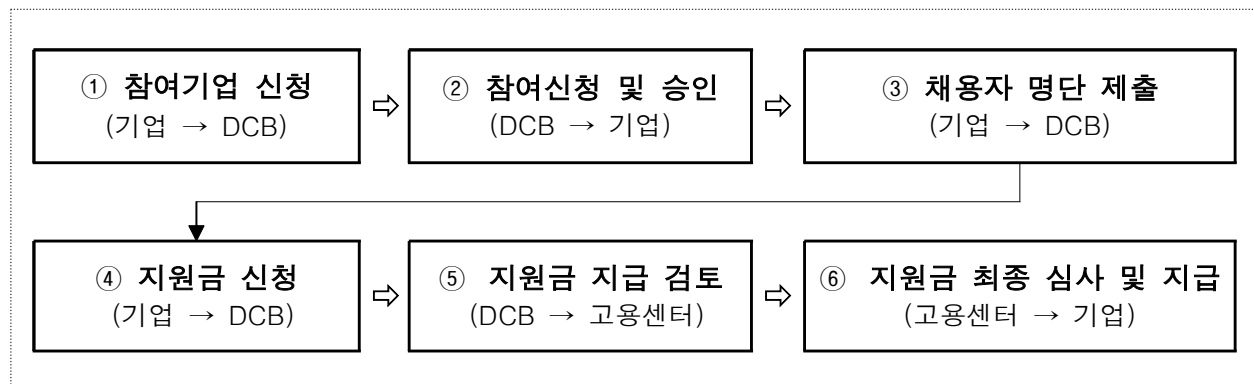 ① 참여기업 신청
(기업 → DCB)
⇨
② 참여신청 및 승인
(DCB → 기업)
⇨
③ 채용자 명단 제출
(기업 → DCB)
④ 지원금 신청
(기업 → DCB)
⇨
⑤ 지원금 지급 검토
(DCB → 고용센터)
⇨
⑥ 지원금 최종 심사 및 지급
(고용센터 → 기업)